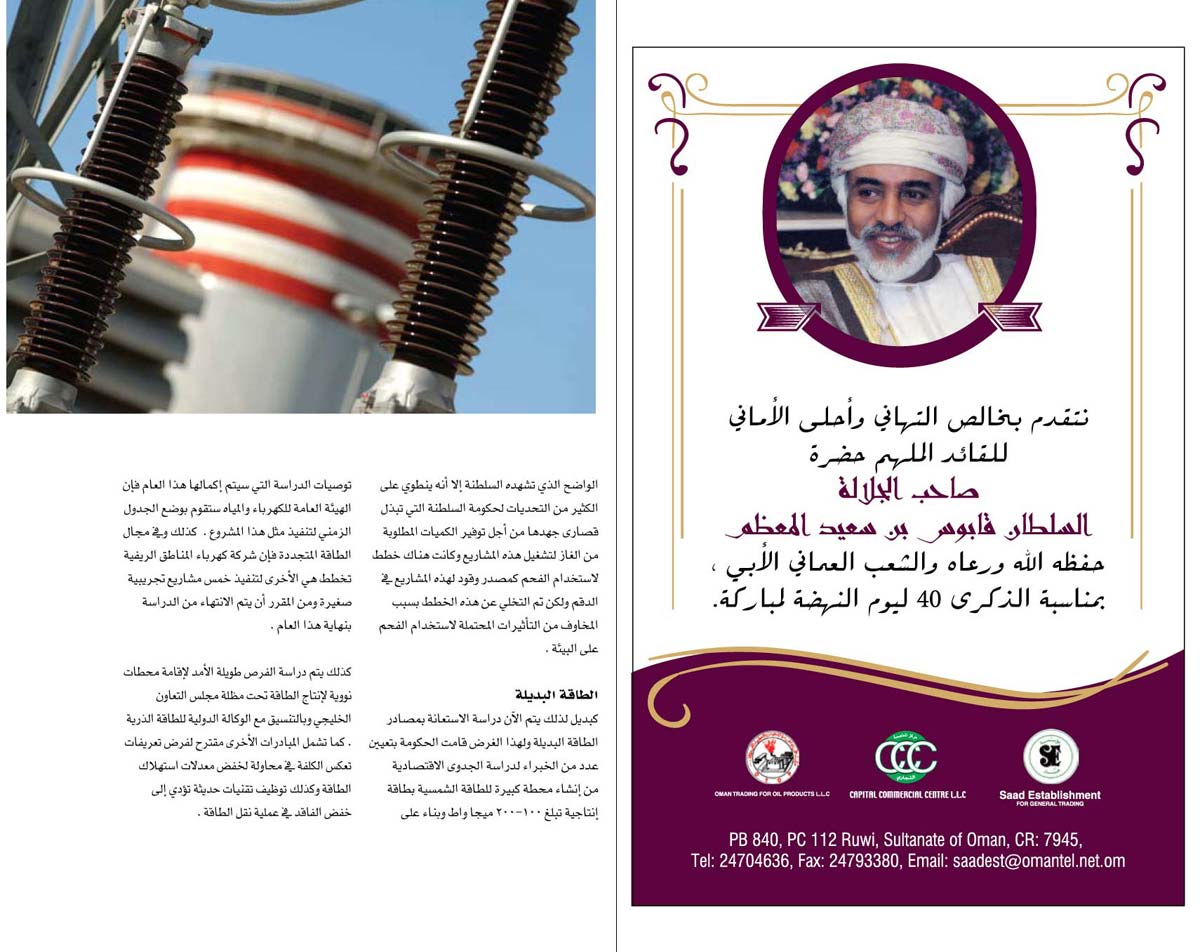 الواضح الذي تشهده السلطنة إلا أنه ينطوي على
الكثير من التحديات لحكومة السلطنة التي تبذل
قصارى جهدها من أجل توفير الكميات المطلوبة
من الغاز لتشغيل هذه المشاريع وكانت هناك خطط
لاستخدام الفحم كمصدر وقود لهذه المشاريع في
الدقم ولكن تم التخلي عن هذه الخطط بسبب
المخاوف من التأثيرات المحتملة لاستخدام الفحم
على البيئة .
الطاقة البديلة
كبديل لذلك يتم الآن دراسة الاستعانة بمصادر
الطاقة البديلة ولهذا الغرض قامت الحكومة بتعيين
عدد من الخبراء لدراسة الجدوى الاقتصادية
من إنشاء محطة كبيرة للطاقة الشمسية بطاقة
إنتاجية تبلغ ١٠٠-٢٠٠ ميجا واط وبناء على
توصيات الدراسة التي سيتم إكمالها هذا العام فإن
الهيئة العامة للكهرباء والمياه ستقوم بوضع الجدول
الزمني لتنفيذ مثل هذا المشروع . كذلك وفي مجال
الطاقة المتجددة فإن شركة كهرباء المناطق الريفية
تخطط هي الأخرى لتنفيذ خمس مشاريع تجريبية
صغيرة ومن المقرر أن يتم الانتهاء من الدراسة
بنهاية هذا العام .
كذلك يتم دراسة الفرص طويلة الأمد لإقامة محطات
نووية لإنتاج الطاقة تحت مظلة مجلس التعاون
الخليجي وبالتنسيق مع الوكالة الدولية للطاقة الذرية
. كما تشمل المبادرات الأخرى مقترح لفرض تعريفات
تعكس الكلفة في محاولة لخفض معدلات استهلاك
الطاقة وكذلك توظيف تقنيات حديثة تؤدي إلى
خفض الفاقد في عملية نقل الطاقة .
نتقدم بخالص التهاني وأحلى الأماني
للقائد الملهم حضرة
صاحب الجلالة
السلطان قابوس بن سعيد المعظم
حفظه الله ورعاه والشعب العماني الأبي ،
بمناسبة الذكرى 40 ليوم النهضة لمباركة.
OMAN TRADING FOR OIL PRODUCTS L.L.C
CCC
CAPITAL COMMERCIAL CENTRE L.L.C
SE
Saad Establishment
FOR GENERAL TRADING
PB 840, PC 112 Ruwi, Sultanate of Oman, CR: 7945,
Tel: 24704636, Fax: 24793380, Email: saadest@omantel.net.om